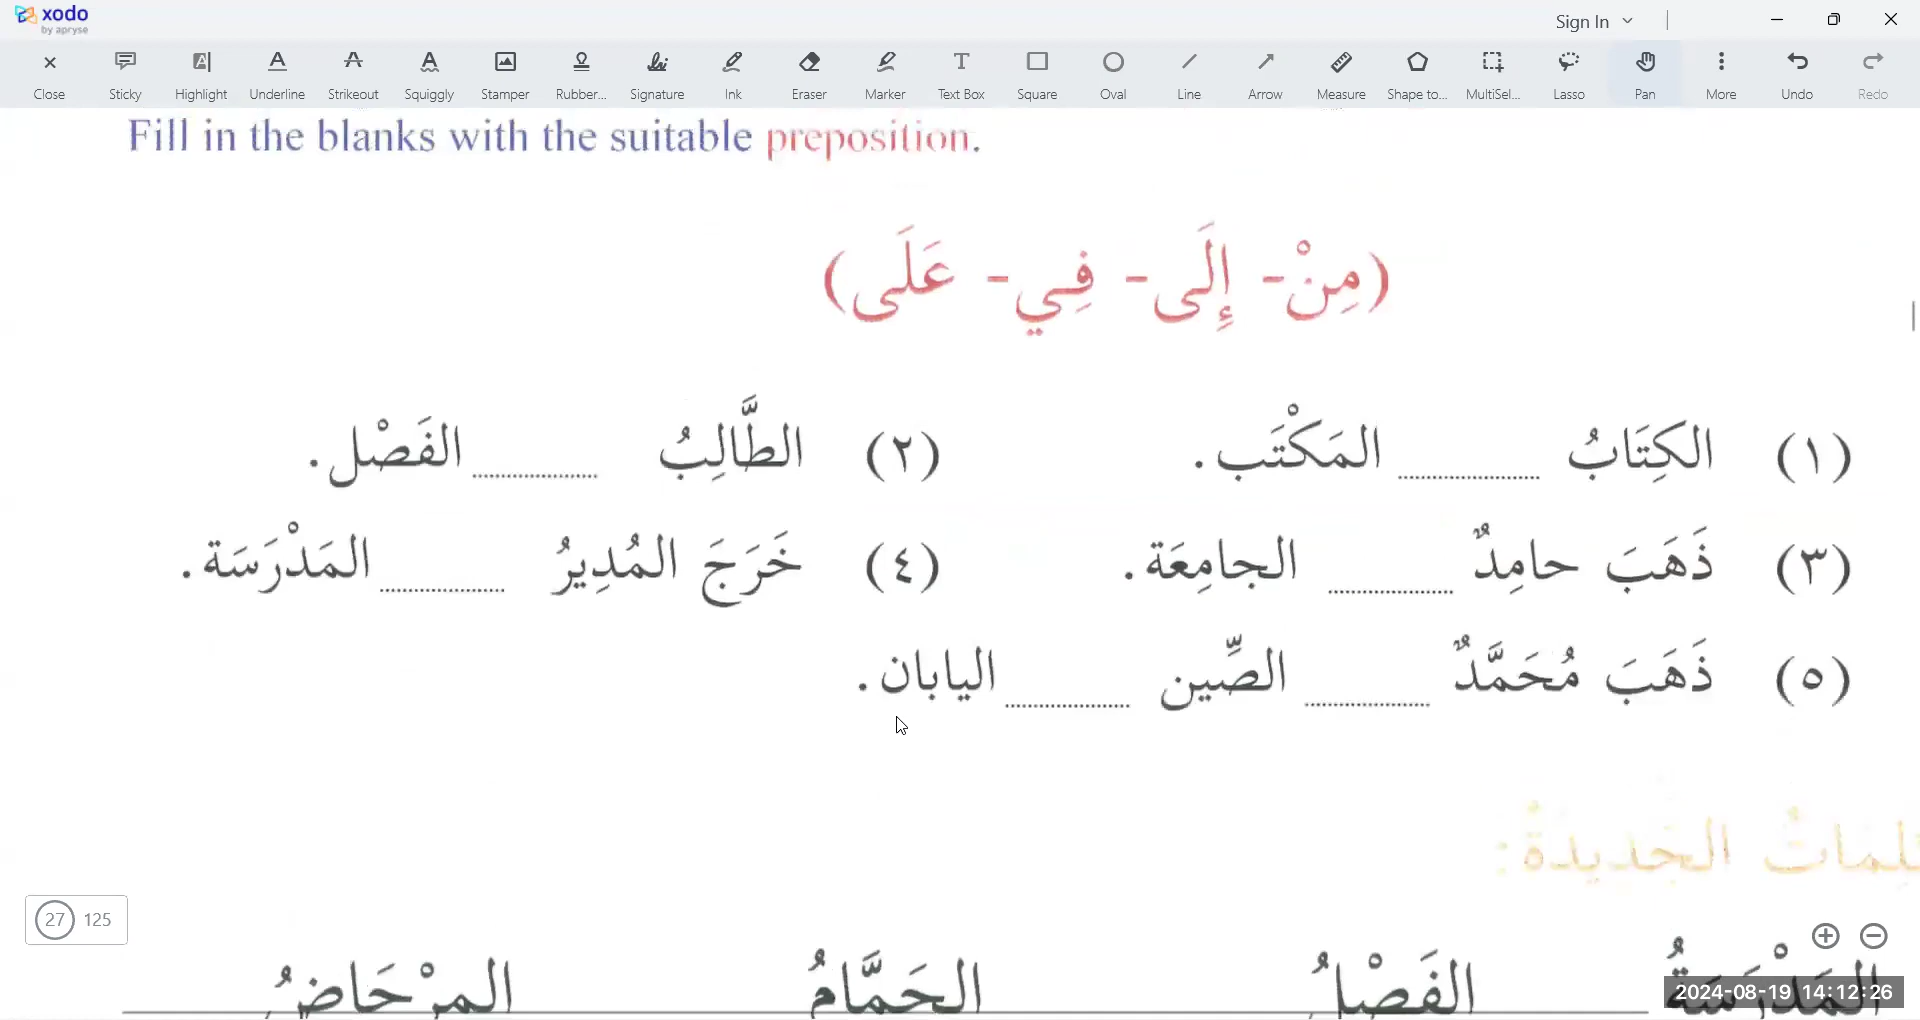 xodo
by apryse
Sign In
Close Sticky Highlight Underline Strikeout Squiggly Stamper Rubber... Signature Ink Eraser Marker Text Box Square Oval Line Arrow Measure Shape to... MultiSel... Lasso Pan More Undo Redo
Fill in the blanks with the suitable preposition.
(مِنْ- إِلَى- فِي- عَلَى)
(١) الكِتَابُ ............ المَكْتَب. (٢) الطَّالِبُ ............ الفَصْل.
(٣) ذَهَبَ حامِدٌ ............ الجامِعَة. (٤) خَرَجَ المُدِيرُ ............ المَدْرَسَة.
(٥) ذَهَبَ مُحَمَّدٌ ............ الصِّين ............ اليابان.
الجَدِيدَةُ:
27 125
المَدْرَسَةُ الفَصْلُ الحَمَّامُ المِرْحَاضُ
2024-08-19 14:12:26